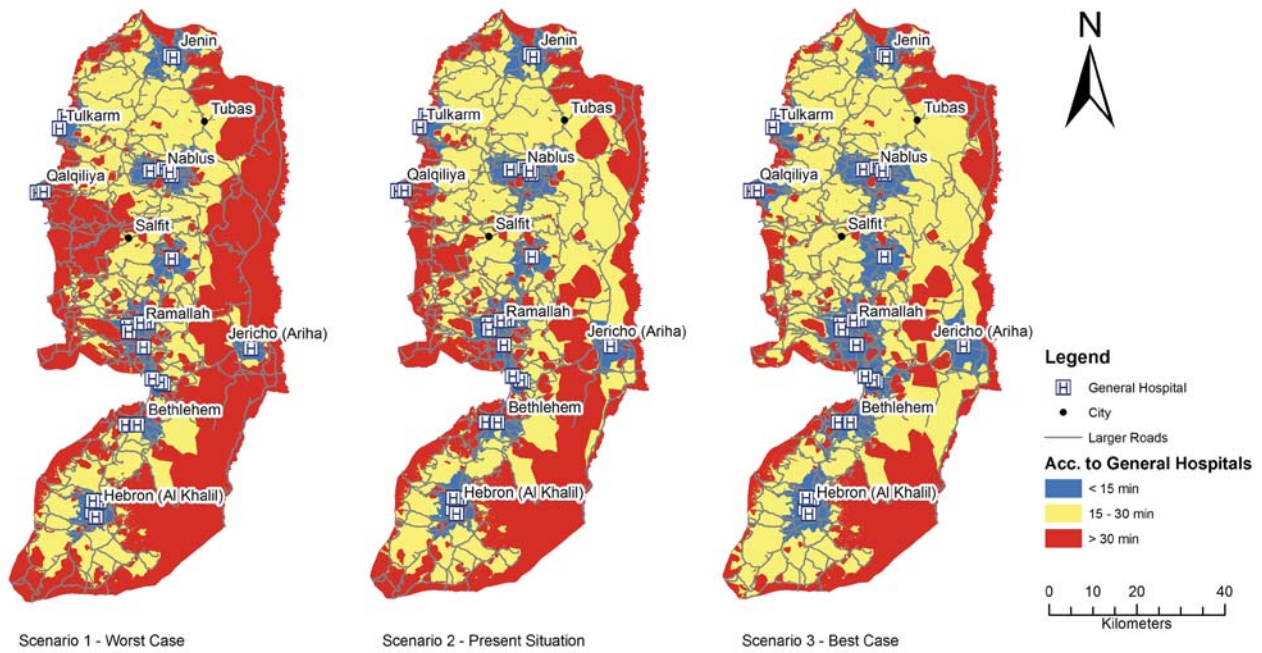 Jenin
Tubas
Tulkarm
Nablus
Qalqiliya
Salfit
Ramallah
Jericho (Ariha)
Bethlehem
Hebron (Al Khalil)
Scenario 1 - Worst Case
Jenin
Tubas
Tulkarm
Nablus
Qalqiliya
Salfit
Ramallah
Jericho (Ariha)
Bethlehem
Hebron (Al Khalil)
Scenario 2 - Present Situation
Jenin
Tubas
Tulkarm
Nablus
Qalqiliya
Salfit
Ramallah
Jericho (Ariha)
Bethlehem
Hebron (Al Khalil)
Scenario 3 - Best Case
N
Legend
H General Hospital
City
Larger Roads
Acc. to General Hospitals
< 15 min
15 - 30 min
> 30 min
0 10 20 40
Kilometers